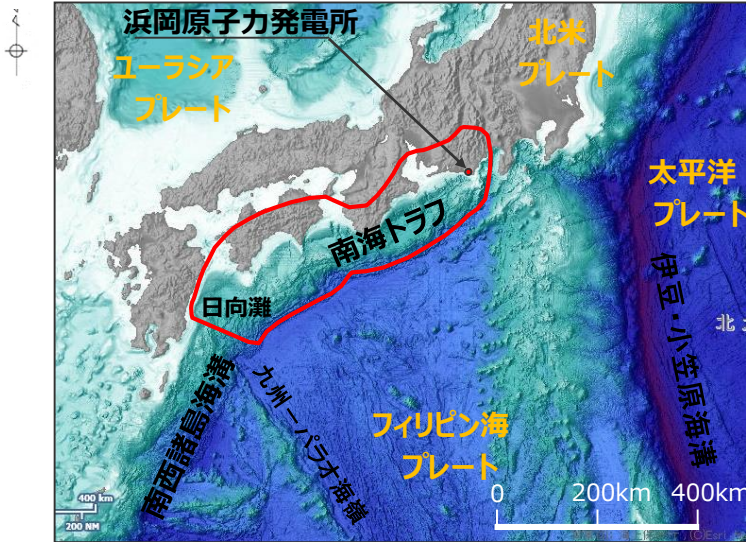 浜岡原子力発電所
北米
プレート
ユーラシア
プレート
太平洋
プレート
南海トラフ
日向灘
伊豆・小笠原海溝
北
南西諸島海溝
九州－パラオ海嶺
フィリピン海
プレート
0 200km 400km
400 km
200 NM
(C)Esri